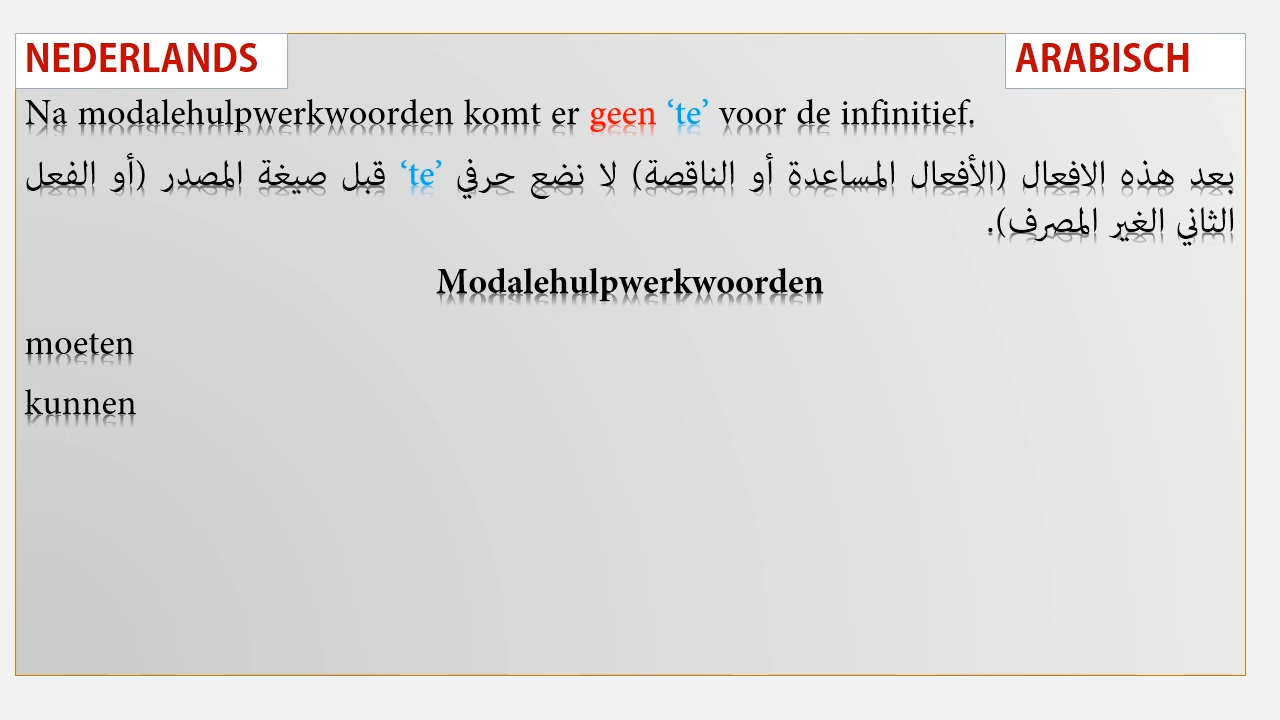 NEDERLANDS
ARABISCH
Na modalehulpwerkwoorden komt er geen ‘te’ voor de infinitief.
بعد هذه الافعال (الأفعال المساعدة أو الناقصة) لا نضع حرفي ‘te’ قبل صيغة المصدر (أو الفعل
الثاني الغير المصرف).
Modalehulpwerkwoorden
moeten
kunnen